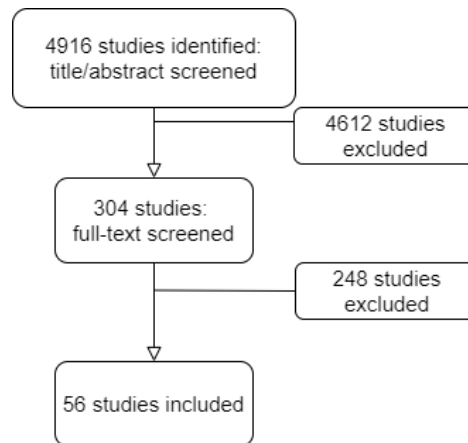 4916 studies identified:
title/abstract screened
4612 studies
excluded
304 studies:
full-text screened
248 studies
excluded
56 studies included